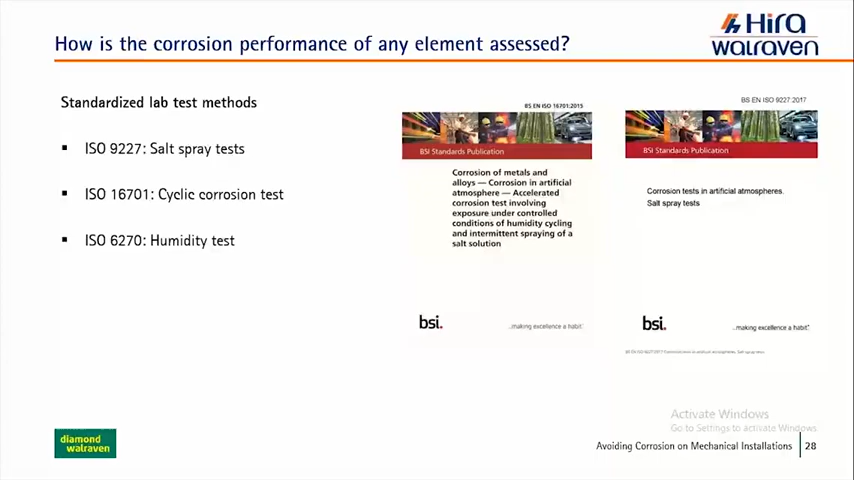 How is the corrosion performance of any element assessed?
Hira
walraven
Standardized lab test methods
▪ ISO 9227: Salt spray tests
▪ ISO 16701: Cyclic corrosion test
▪ ISO 6270: Humidity test
BS EN ISO 16701:2015
BSI Standards Publication
Corrosion of metals and
alloys — Corrosion in artificial
atmosphere — Accelerated
corrosion test involving
exposure under controlled
conditions of humidity cycling
and intermittent spraying of a
salt solution
bsi.
...making excellence a habit.™
BS EN ISO 9227:2017
BSI Standards Publication
Corrosion tests in artificial atmospheres.
Salt spray tests
bsi.
...making excellence a habit.™
Activate Windows
Go to Settings to activate Windows.
diamond
walraven
Avoiding Corrosion on Mechanical Installations
28